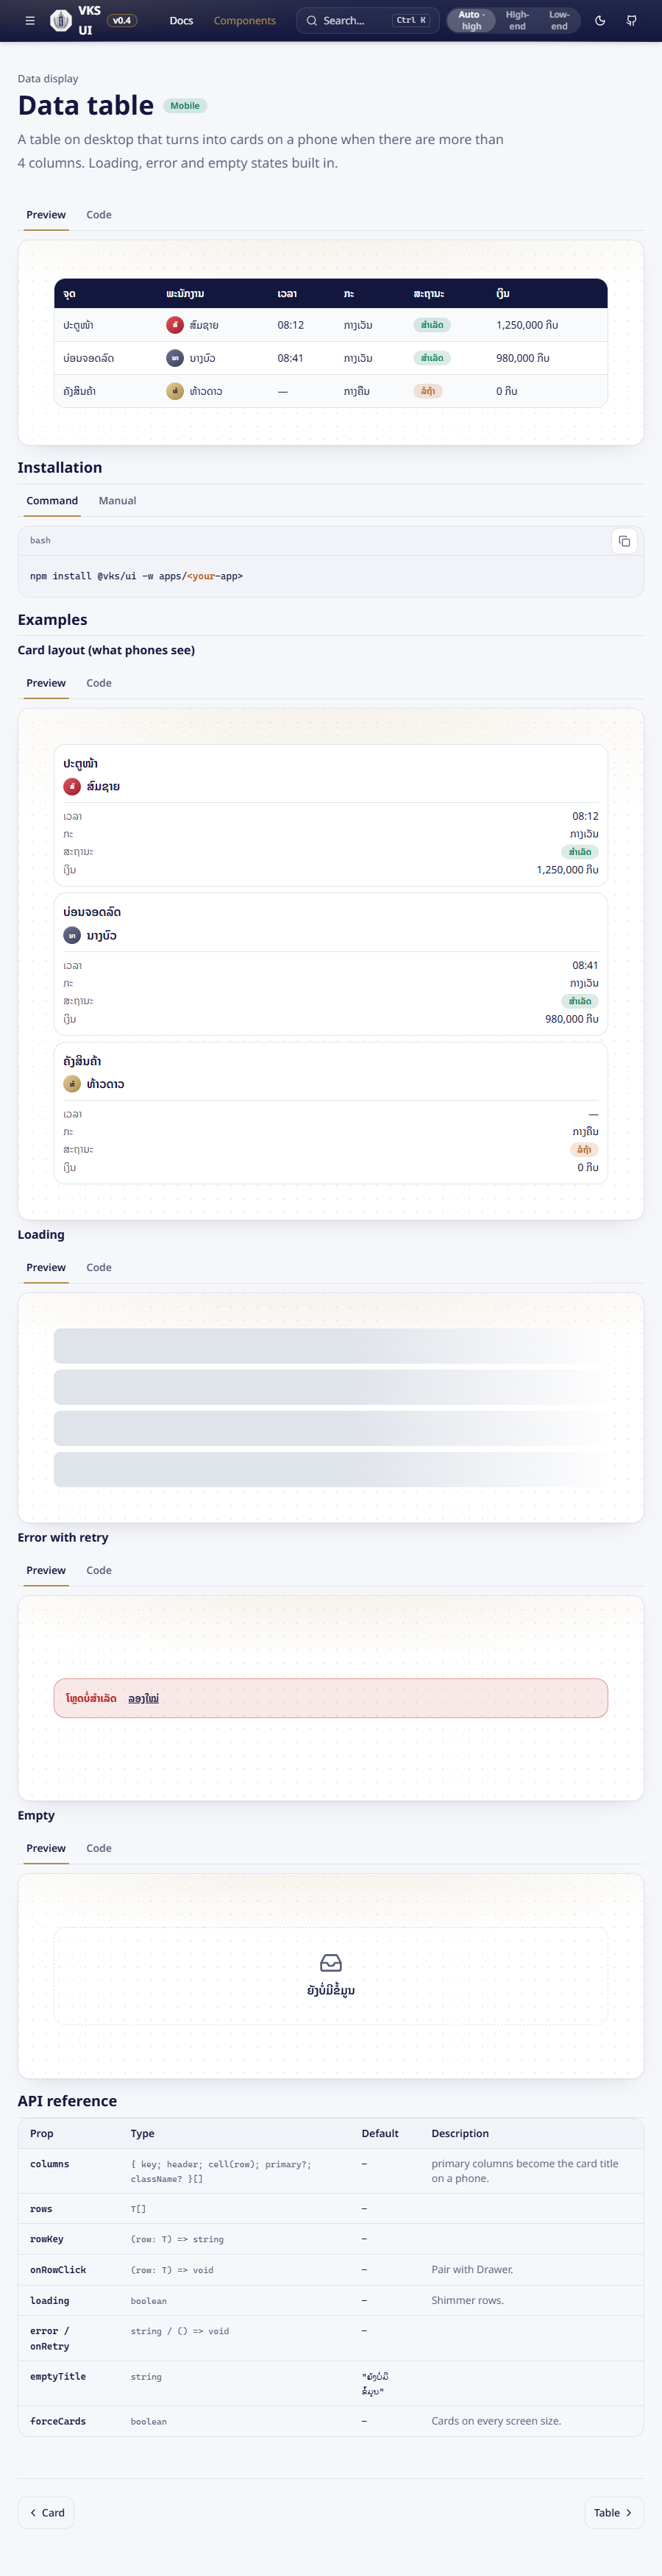 VKS UI
v0.4
Docs
Components
Search...
Ctrl K
Auto · high
High-end
Low-end
Data display
Data table
Mobile
A table on desktop that turns into cards on a phone when there are more than
4 columns. Loading, error and empty states built in.
Preview Code
ຈຸດ ພະນັກງານ ເວລາ ກະ ສະຖານະ ເງິນ
ປະຕູໜ້າ ສົມຊາຍ 08:12 ກາງເວັນ ສຳເລັດ 1,250,000 ກີບ
ບ່ອນຈອດລົດ ນາງບົວ 08:41 ກາງເວັນ ສຳເລັດ 980,000 ກີບ
ຄັງສິນຄ້າ ທ້າວດາວ — ກາງຄືນ ລໍຖ້າ 0 ກີບ
Installation
Command Manual
bash
npm install @vks/ui -w apps/<your-app>
Examples
Card layout (what phones see)
Preview Code
ປະຕູໜ້າ
ສົມຊາຍ
ເວລາ 08:12
ກະ ກາງເວັນ
ສະຖານະ ສຳເລັດ
ເງິນ 1,250,000 ກີບ
ບ່ອນຈອດລົດ
ນາງບົວ
ເວລາ 08:41
ກະ ກາງເວັນ
ສະຖານະ ສຳເລັດ
ເງິນ 980,000 ກີບ
ຄັງສິນຄ້າ
ທ້າວດາວ
ເວລາ —
ກະ ກາງຄືນ
ສະຖານະ ລໍຖ້າ
ເງິນ 0 ກີບ
Loading
Preview Code
Error with retry
Preview Code
ໂຫຼດບໍ່ສຳເລັດ ລອງໃໝ່
Empty
Preview Code
ຍັງບໍ່ມີຂໍ້ມູນ
API reference
Prop Type Default Description
columns { key; header; cell(row); primary?; className? }[] — primary columns become the card title on a phone.
rows T[] —
rowKey (row: T) => string —
onRowClick (row: T) => void — Pair with Drawer.
loading boolean — Shimmer rows.
error / onRetry string / () => void —
emptyTitle string "ຍັງບໍ່ມີຂໍ້ມູນ"
forceCards boolean — Cards on every screen size.
Card
Table